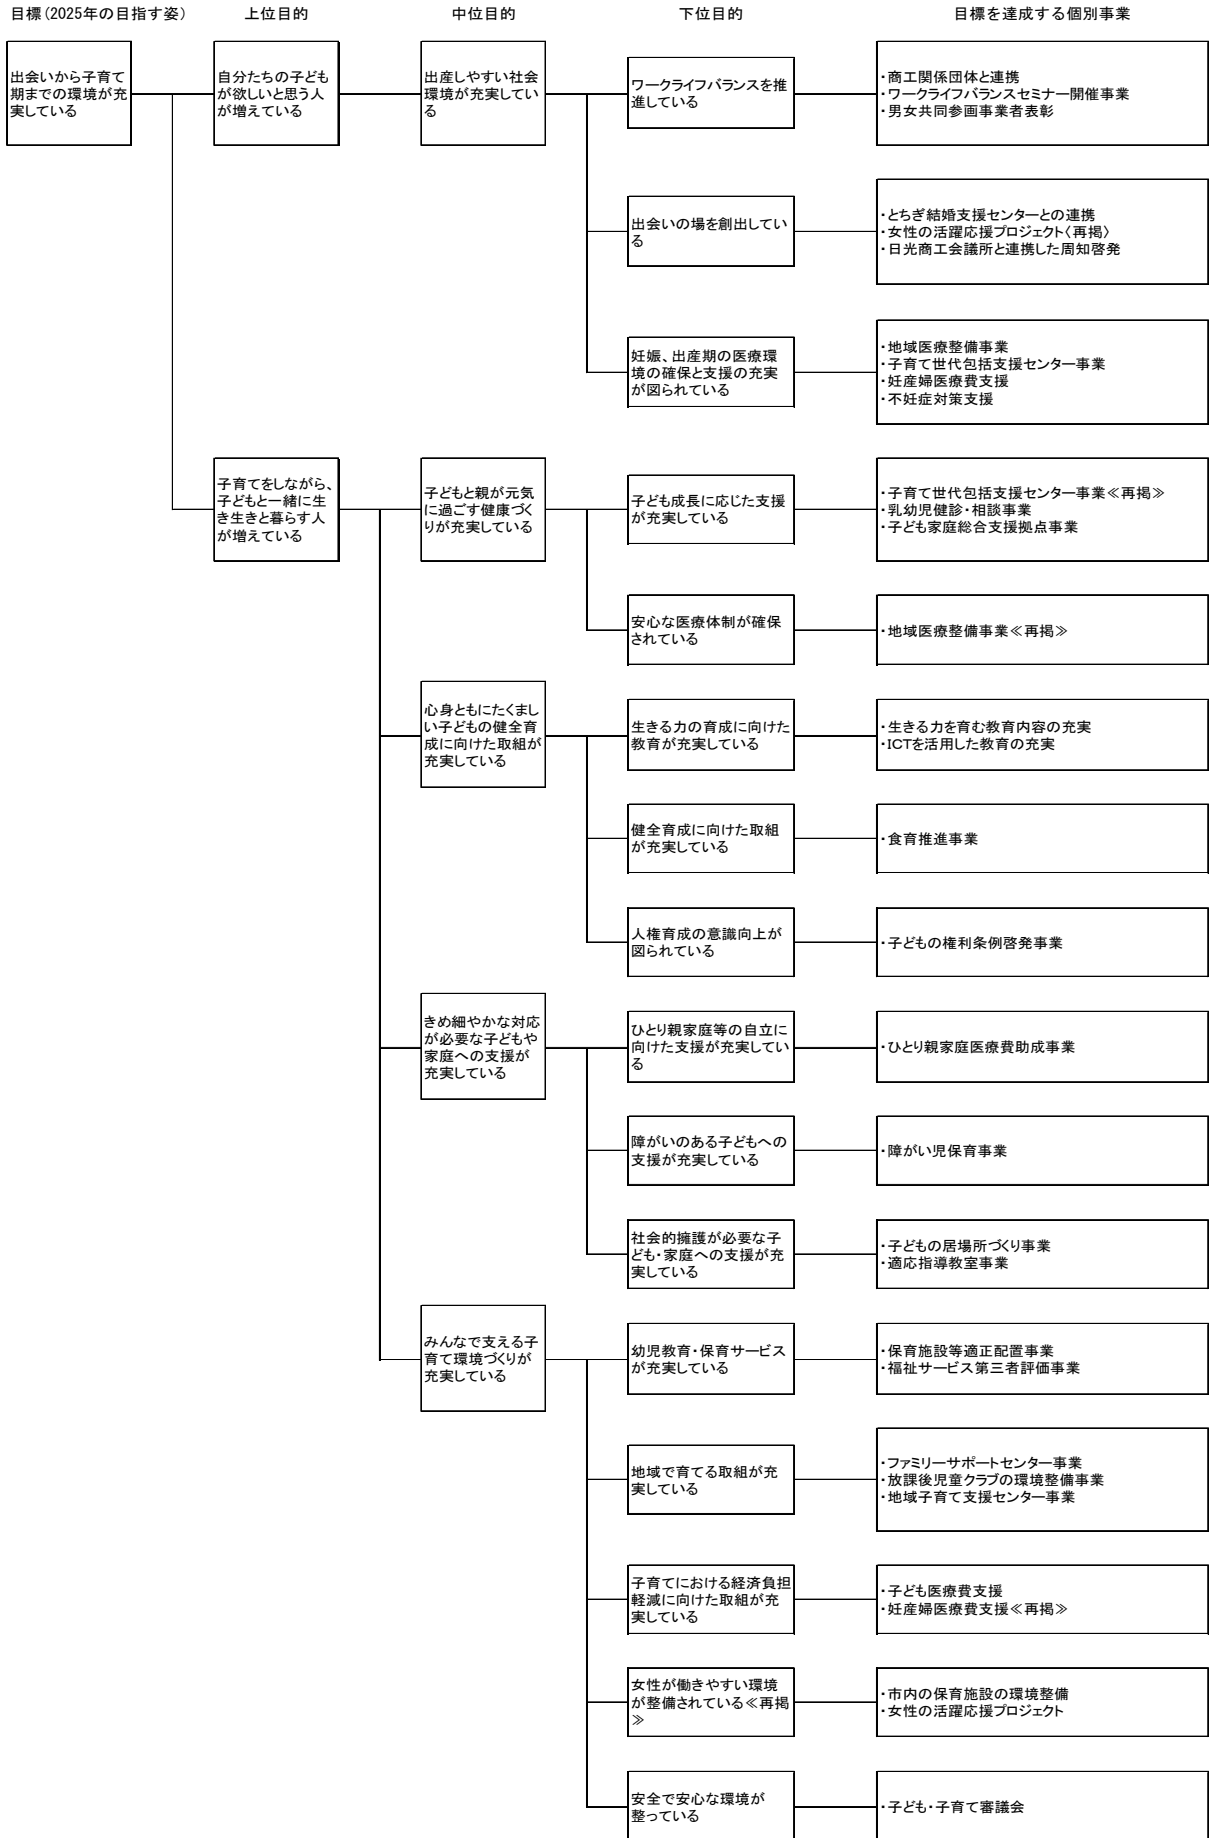 目標(2025年の目指す姿)
上位目的
中位目的
下位目的
目標を達成する個別事業
出会いから子育て
期までの環境が充
実している
自分たちの子ども
が欲しいと思う人
が増えている
出産しやすい社会
環境が充実してい
る
ワークライフバランスを推
進している
・商工関係団体と連携
・ワークライフバランスセミナー開催事業
・男女共同参画事業者表彰
出会いの場を創出してい
る
・とちぎ結婚支援センターとの連携
・女性の活躍応援プロジェクト〈再掲〉
・日光商工会議所と連携した周知啓発
妊娠、出産期の医療環
境の確保と支援の充実
が図られている
・地域医療整備事業
・子育て世代包括支援センター事業
・妊産婦医療費支援
・不妊症対策支援
子育てをしながら、
子どもと一緒に生
き生きと暮らす人
が増えている
子どもと親が元気
に過ごす健康づく
りが充実している
子ども成長に応じた支援
が充実している
・子育て世代包括支援センター事業≪再掲≫
・乳幼児健診・相談事業
・子ども家庭総合支援拠点事業
安心な医療体制が確保
されている
・地域医療整備事業≪再掲≫
心身ともにたくまし
い子どもの健全育
成に向けた取組が
充実している
生きる力の育成に向けた
教育が充実している
・生きる力を育む教育内容の充実
・ICTを活用した教育の充実
健全育成に向けた取組
が充実している
・食育推進事業
人権育成の意識向上が
図られている
・子どもの権利条例啓発事業
きめ細やかな対応
が必要な子どもや
家庭への支援が
充実している
ひとり親家庭等の自立に
向けた支援が充実してい
る
・ひとり親家庭医療費助成事業
障がいのある子どもへの
支援が充実している
・障がい児保育事業
社会的擁護が必要な子
ども・家庭への支援が充
実している
・子どもの居場所づくり事業
・適応指導教室事業
みんなで支える子
育て環境づくりが
充実している
幼児教育・保育サービス
が充実している
・保育施設等適正配置事業
・福祉サービス第三者評価事業
地域で育てる取組が充
実している
・ファミリーサポートセンター事業
・放課後児童クラブの環境整備事業
・地域子育て支援センター事業
子育てにおける経済負担
軽減に向けた取組が充
実している
・子ども医療費支援
・妊産婦医療費支援≪再掲≫
女性が働きやすい環境
が整備されている≪再掲
≫
・市内の保育施設の環境整備
・女性の活躍応援プロジェクト
安全で安心な環境が
整っている
・子ども・子育て審議会